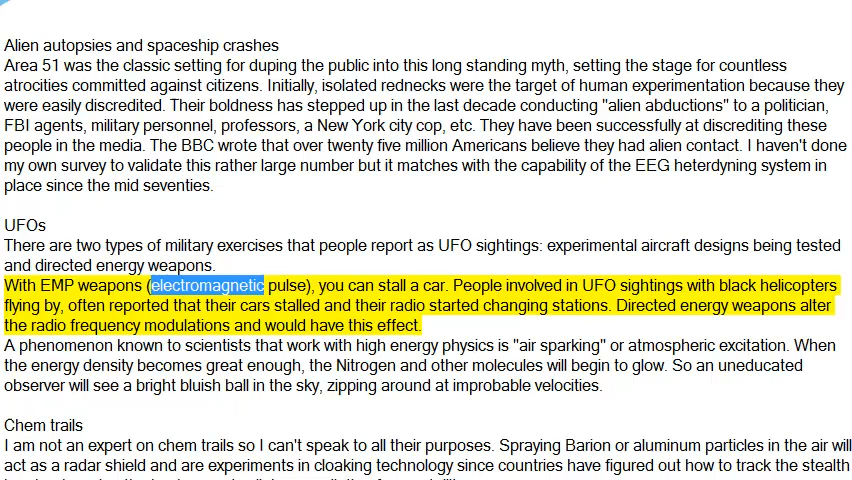 Alien autopsies and spaceship crashes
Area 51 was the classic setting for duping the public into this long standing myth, setting the stage for countless
atrocities committed against citizens. Initially, isolated rednecks were the target of human experimentation because they
were easily discredited. Their boldness has stepped up in the last decade conducting "alien abductions" to a politician,
FBI agents, military personnel, professors, a New York city cop, etc. They have been successfully at discrediting these
people in the media. The BBC wrote that over twenty five million Americans believe they had alien contact. I haven't done
my own survey to validate this rather large number but it matches with the capability of the EEG heterdyning system in
place since the mid seventies.
UFOs
There are two types of military exercises that people report as UFO sightings: experimental aircraft designs being tested
and directed energy weapons.
With EMP weapons (electromagnetic pulse), you can stall a car. People involved in UFO sightings with black helicopters
flying by, often reported that their cars stalled and their radio started changing stations. Directed energy weapons alter
the radio frequency modulations and would have this effect.
A phenomenon known to scientists that work with high energy physics is "air sparking" or atmospheric excitation. When
the energy density becomes great enough, the Nitrogen and other molecules will begin to glow. So an uneducated
observer will see a bright bluish ball in the sky, zipping around at improbable velocities.
Chem trails
I am not an expert on chem trails so I can't speak to all their purposes. Spraying Barion or aluminum particles in the air will
act as a radar shield and are experiments in cloaking technology since countries have figured out how to track the stealth